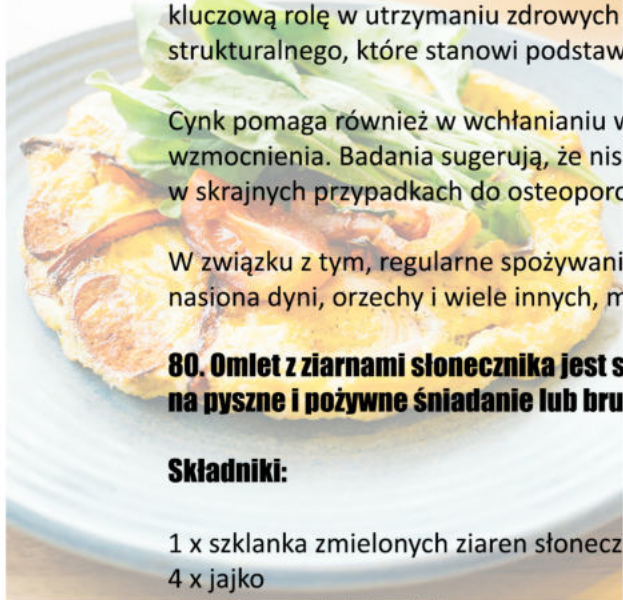 kluczową rolę w utrzymaniu zdrowych
strukturalnego, które stanowi podstaw
Cynk pomaga również w wchłanianiu w
wzmocnienia. Badania sugerują, że nis
w skrajnych przypadkach do osteoporo
W związku z tym, regularne spożywani
nasiona dyni, orzechy i wiele innych, m
80. Omlet z ziarnami słonecznika jest s
na pyszne i pożywne śniadanie lub bru
Składniki:
1 x szklanka zmielonych ziaren słonecz
4 x jajko